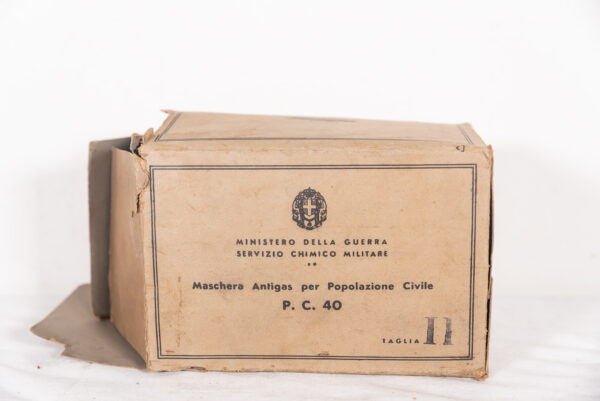 MINISTERO DELLA GUERRA
SERVIZIO CHIMICO MILITARE
Maschera Antigas per Popolazione Civile
P. C. 40
TAGLIA II